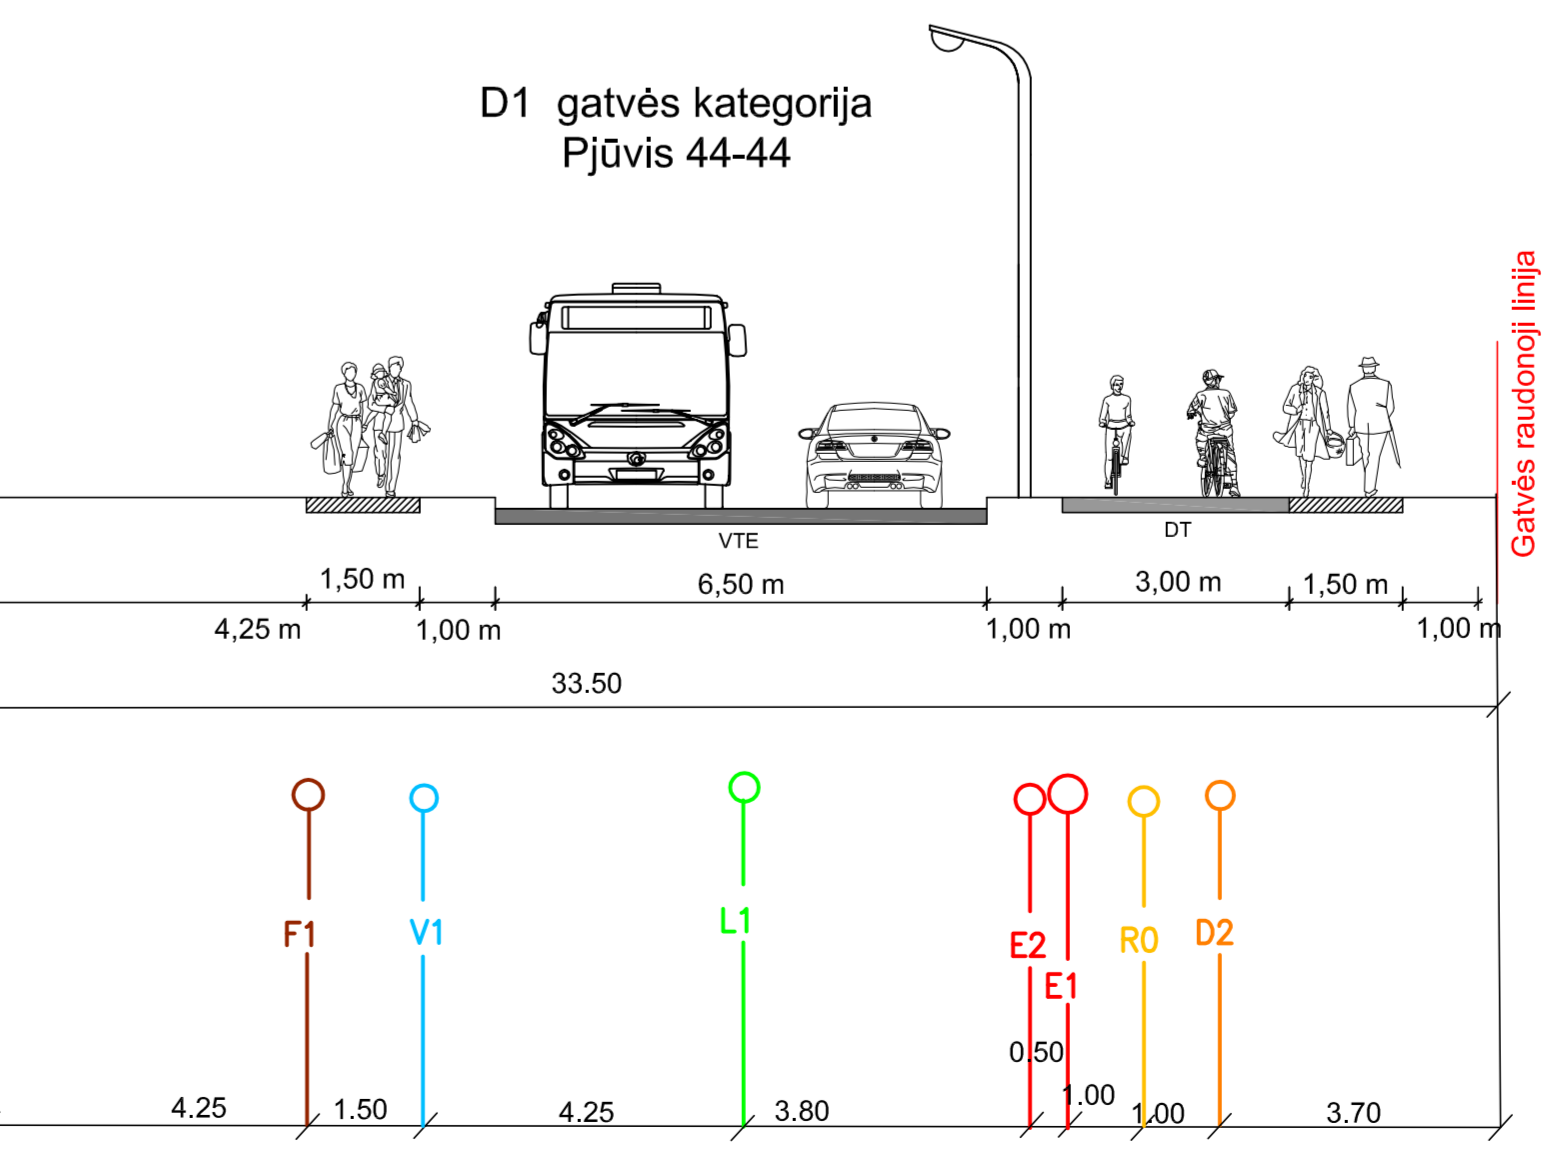 D1 gatvės kategorija
Pjūvis 44-44
Gatvės raudonoji linija
VTE
DT
1,50 m
6,50 m
3,00 m
1,50 m
4,25 m
1,00 m
1,00 m
1,00 m
33.50
F1
V1
L1
E2
E1
R0
D2
0.50
4.25
1.50
4.25
3.80
1.00
1.00
3.70